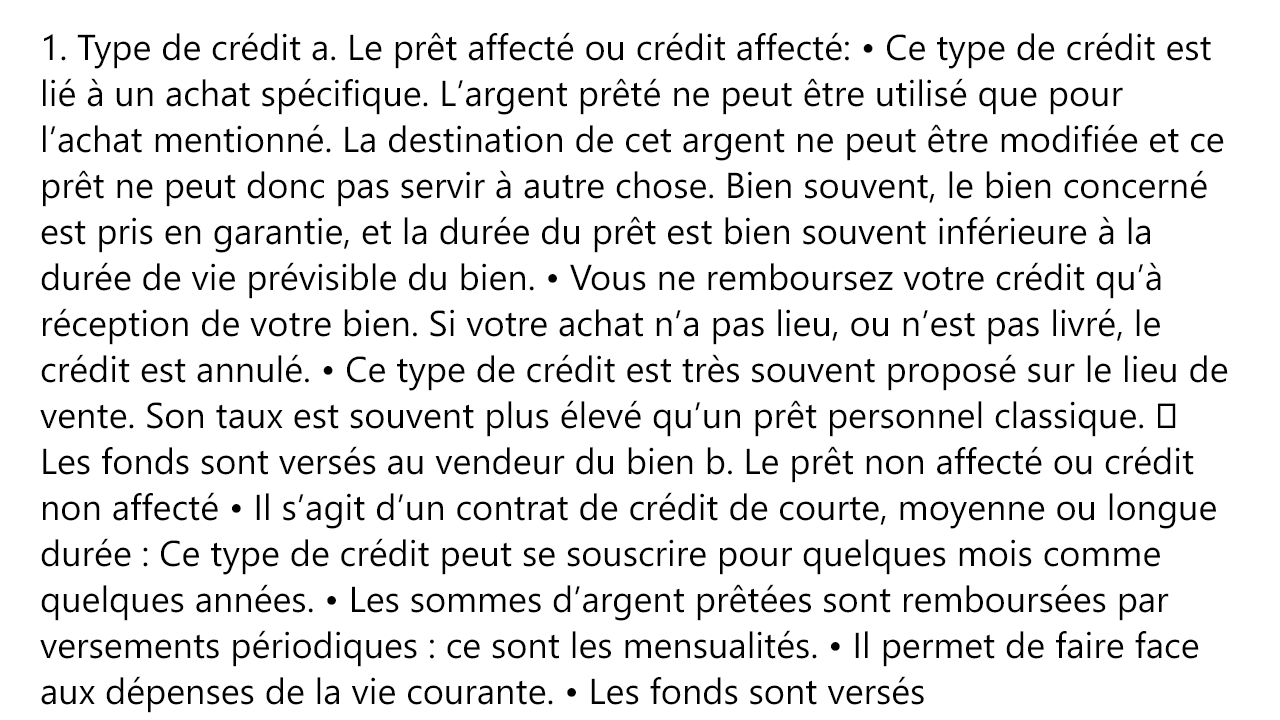 1. Type de crédit a. Le prêt affecté ou crédit affecté: • Ce type de crédit est
lié à un achat spécifique. L’argent prêté ne peut être utilisé que pour
l’achat mentionné. La destination de cet argent ne peut être modifiée et ce
prêt ne peut donc pas servir à autre chose. Bien souvent, le bien concerné
est pris en garantie, et la durée du prêt est bien souvent inférieure à la
durée de vie prévisible du bien. • Vous ne remboursez votre crédit qu’à
réception de votre bien. Si votre achat n’a pas lieu, ou n’est pas livré, le
crédit est annulé. • Ce type de crédit est très souvent proposé sur le lieu de
vente. Son taux est souvent plus élevé qu’un prêt personnel classique. 
Les fonds sont versés au vendeur du bien b. Le prêt non affecté ou crédit
non affecté • Il s’agit d’un contrat de crédit de courte, moyenne ou longue
durée : Ce type de crédit peut se souscrire pour quelques mois comme
quelques années. • Les sommes d’argent prêtées sont remboursées par
versements périodiques : ce sont les mensualités. • Il permet de faire face
aux dépenses de la vie courante. • Les fonds sont versés